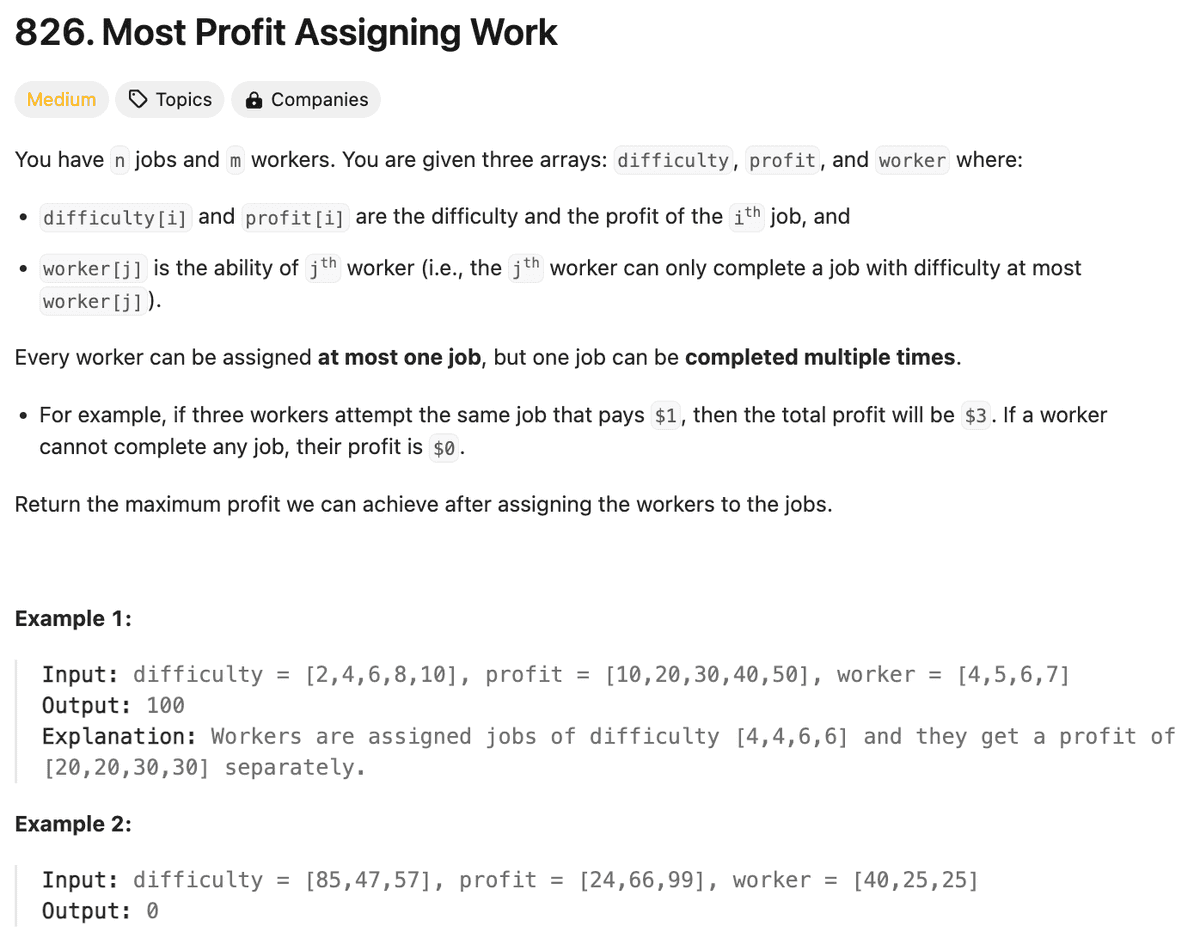 826. Most Profit Assigning Work
Medium Topics Companies
You have n jobs and m workers. You are given three arrays: difficulty, profit, and worker where:
• difficulty[i] and profit[i] are the difficulty and the profit of the ith job, and
• worker[j] is the ability of jth worker (i.e., the jth worker can only complete a job with difficulty at most
worker[j]).
Every worker can be assigned at most one job, but one job can be completed multiple times.
• For example, if three workers attempt the same job that pays $1, then the total profit will be $3. If a worker
cannot complete any job, their profit is $0.
Return the maximum profit we can achieve after assigning the workers to the jobs.
Example 1:
Input: difficulty = [2,4,6,8,10], profit = [10,20,30,40,50], worker = [4,5,6,7]
Output: 100
Explanation: Workers are assigned jobs of difficulty [4,4,6,6] and they get a profit of
[20,20,30,30] separately.
Example 2:
Input: difficulty = [85,47,57], profit = [24,66,99], worker = [40,25,25]
Output: 0